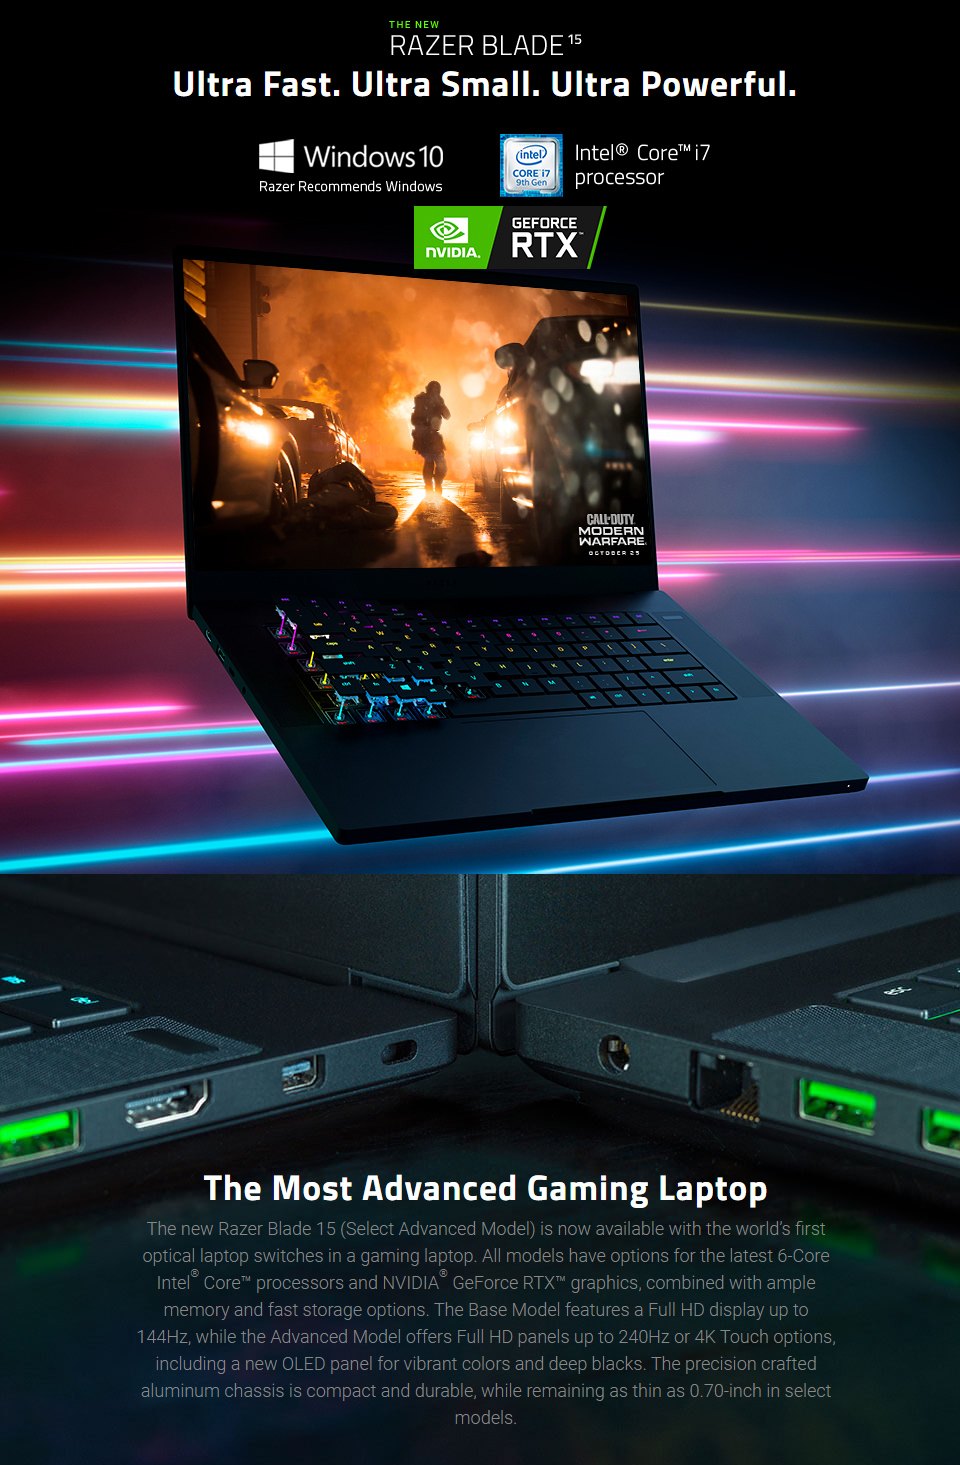 THE NEW
RAZER BLADE 15
Ultra Fast. Ultra Small. Ultra Powerful.
Windows 10
Razer Recommends Windows
intel
CORE i7
9th Gen
Intel® Core™ i7
processor
NVIDIA.
GEFORCE
RTX™
CALL OF DUTY
MODERN
WARFARE
OCTOBER 25
esc
The Most Advanced Gaming Laptop
The new Razer Blade 15 (Select Advanced Model) is now available with the world’s first
optical laptop switches in a gaming laptop. All models have options for the latest 6-Core
Intel® Core™ processors and NVIDIA® GeForce RTX™ graphics, combined with ample
memory and fast storage options. The Base Model features a Full HD display up to
144Hz, while the Advanced Model offers Full HD panels up to 240Hz or 4K Touch options,
including a new OLED panel for vibrant colors and deep blacks. The precision crafted
aluminum chassis is compact and durable, while remaining as thin as 0.70-inch in select
models.